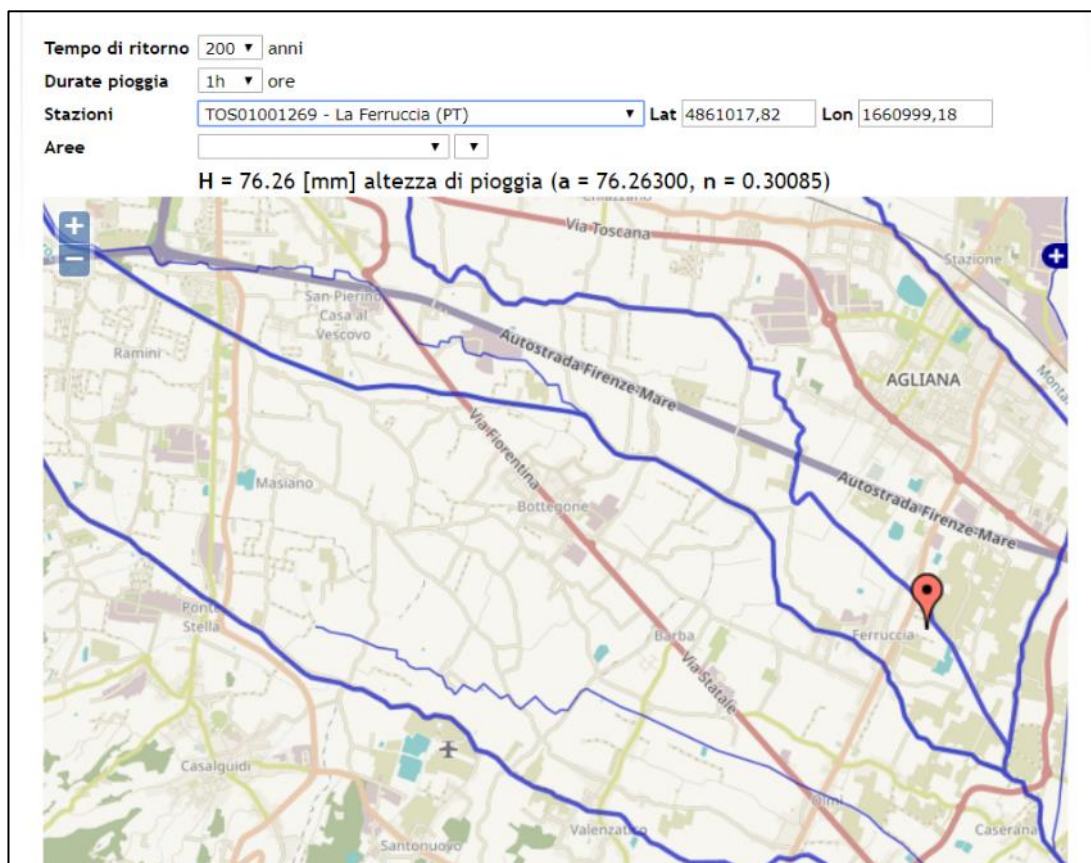 Tempo di ritorno 200 anni
Durate pioggia 1h ore
Stazioni TOS01001269 - La Ferruccia (PT) Lat 4861017,82 Lon 1660999,18
Aree
H = 76.26 [mm] altezza di pioggia (a = 76.26300, n = 0.30085)
+
−
Via Toscana
Stazione
+
San Pierino
Casa al
Vescovo
Ramini
Autostrada Firenze-Mare
AGLIANA
Via Fiorentina
Masiano
Bottegone
Autostrada Firenze-Mare
Ponte
Stella
Barba
Ferruccia
Via Statale
Casalguidi
Olmi
Valenzatico
Caserana
Santonuovo